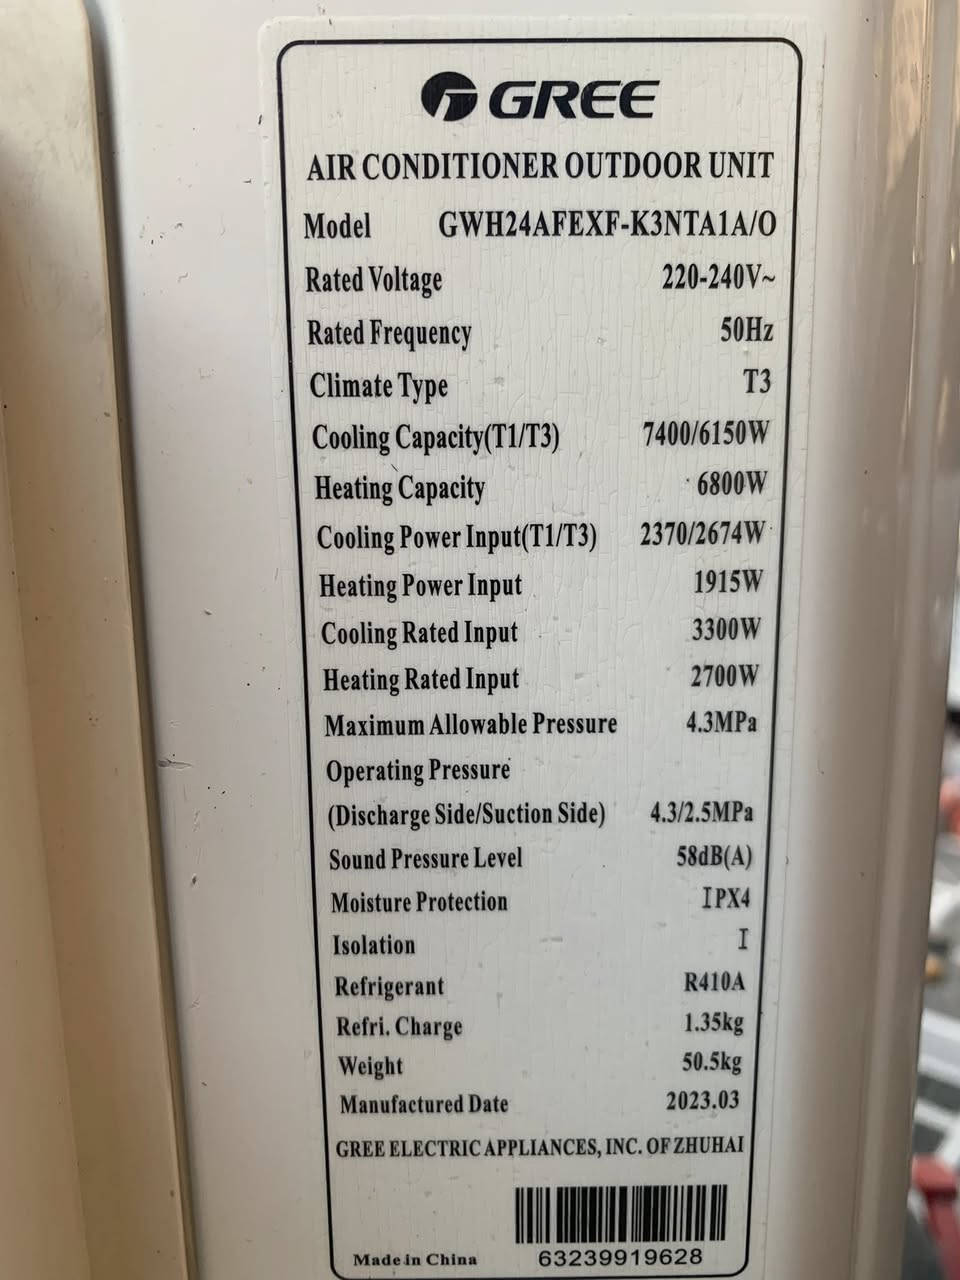 GREE
AIR CONDITIONER OUTDOOR UNIT
Model GWH24AFEXF-K3NTA1A/O
Rated Voltage 220-240V~
Rated Frequency 50Hz
Climate Type T3
Cooling Capacity(T1/T3) 7400/6150W
Heating Capacity 6800W
Cooling Power Input(T1/T3) 2370/2674W
Heating Power Input 1915W
Cooling Rated Input 3300W
Heating Rated Input 2700W
Maximum Allowable Pressure 4.3MPa
Operating Pressure
(Discharge Side/Suction Side) 4.3/2.5MPa
Sound Pressure Level 58dB(A)
Moisture Protection IPX4
Isolation I
Refrigerant R410A
Refri. Charge 1.35kg
Weight 50.5kg
Manufactured Date 2023.03
GREE ELECTRIC APPLIANCES, INC. OF ZHUHAI
Made in China 63239919628